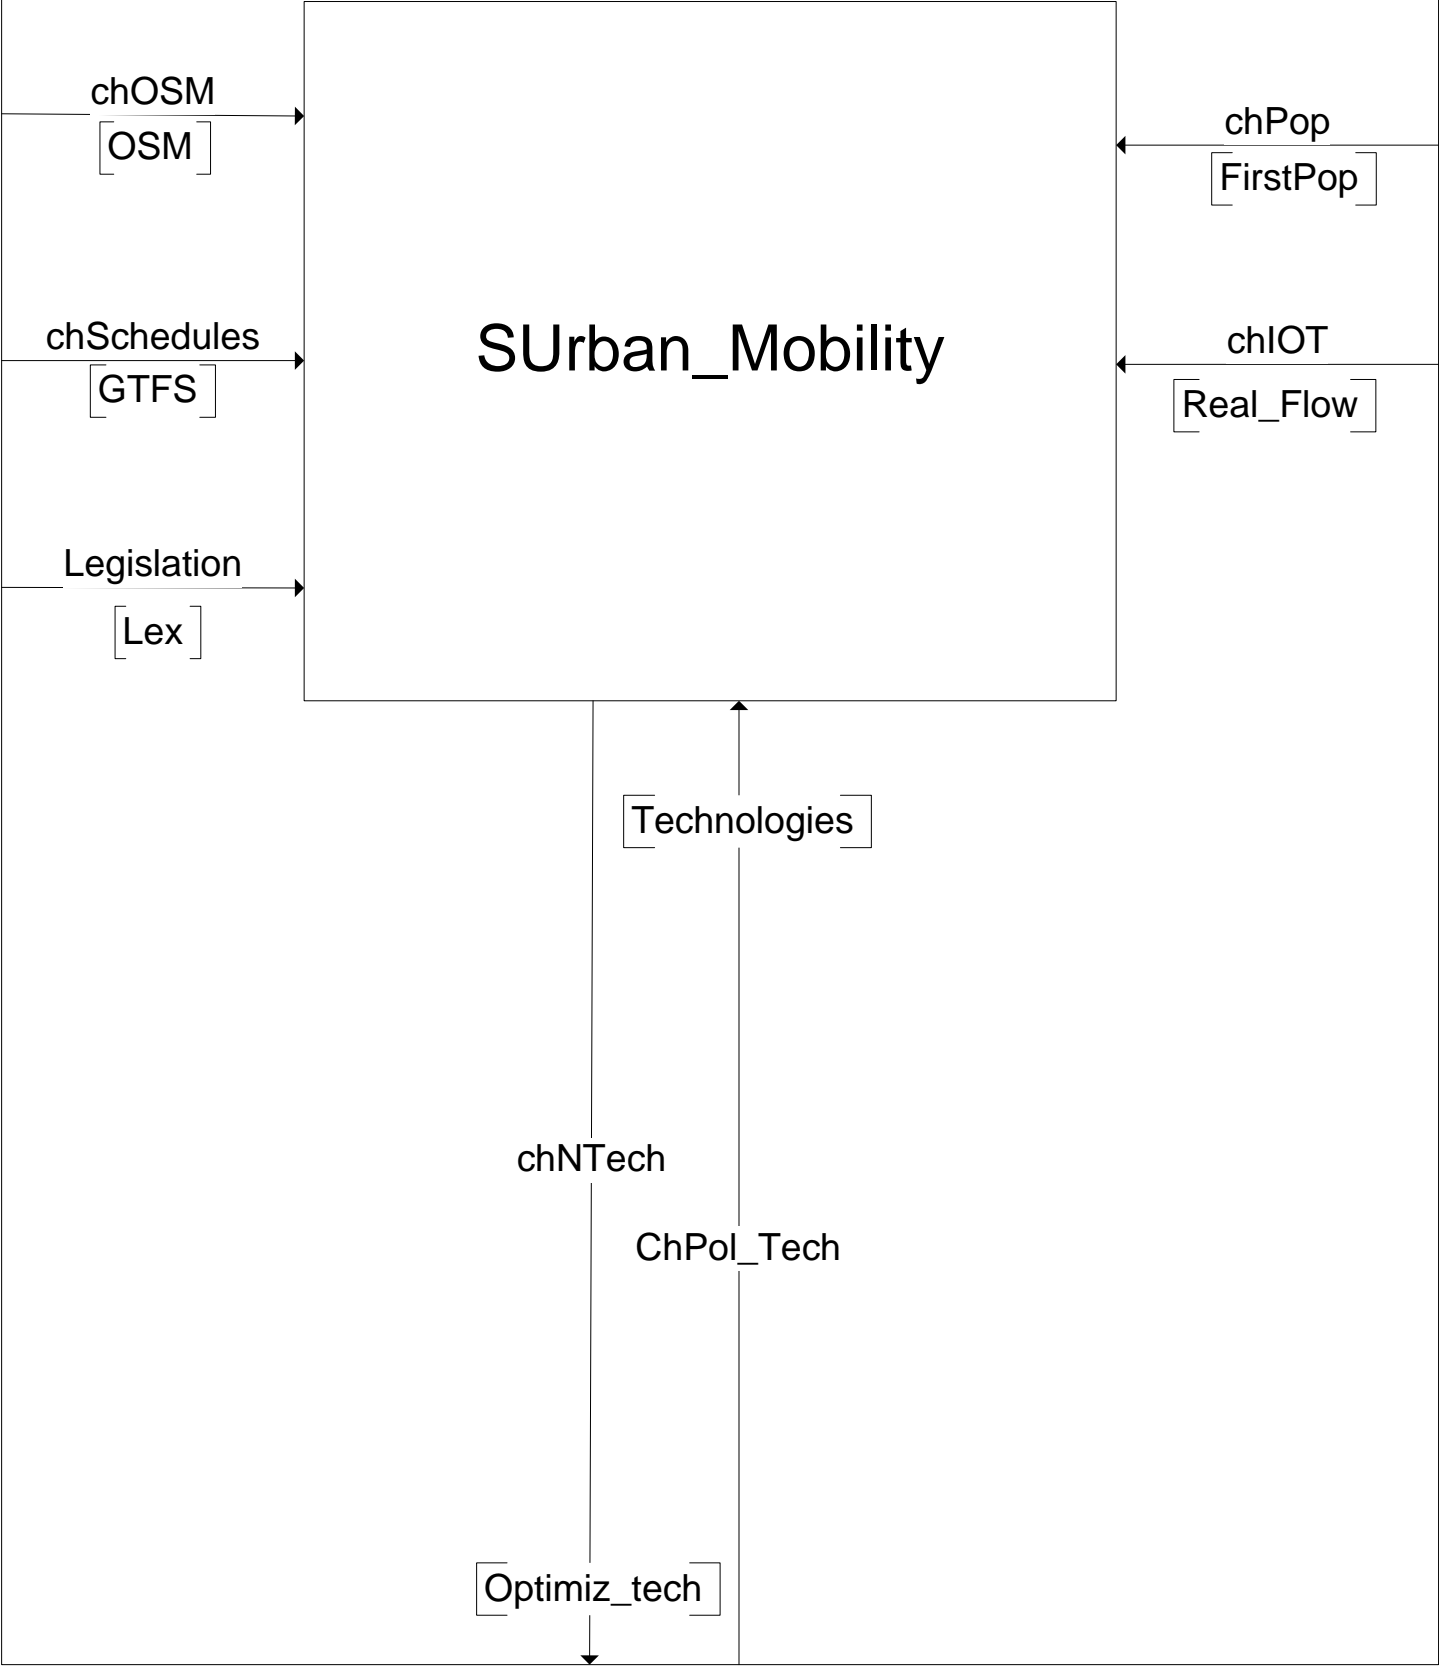 chOSM
[OSM]
chPop
[FirstPop]
chSchedules
[GTFS]
SUrban_Mobility
chIOT
[Real_Flow]
Legislation
[Lex]
[Technologies]
chNTech
ChPol_Tech
[Optimiz_tech]